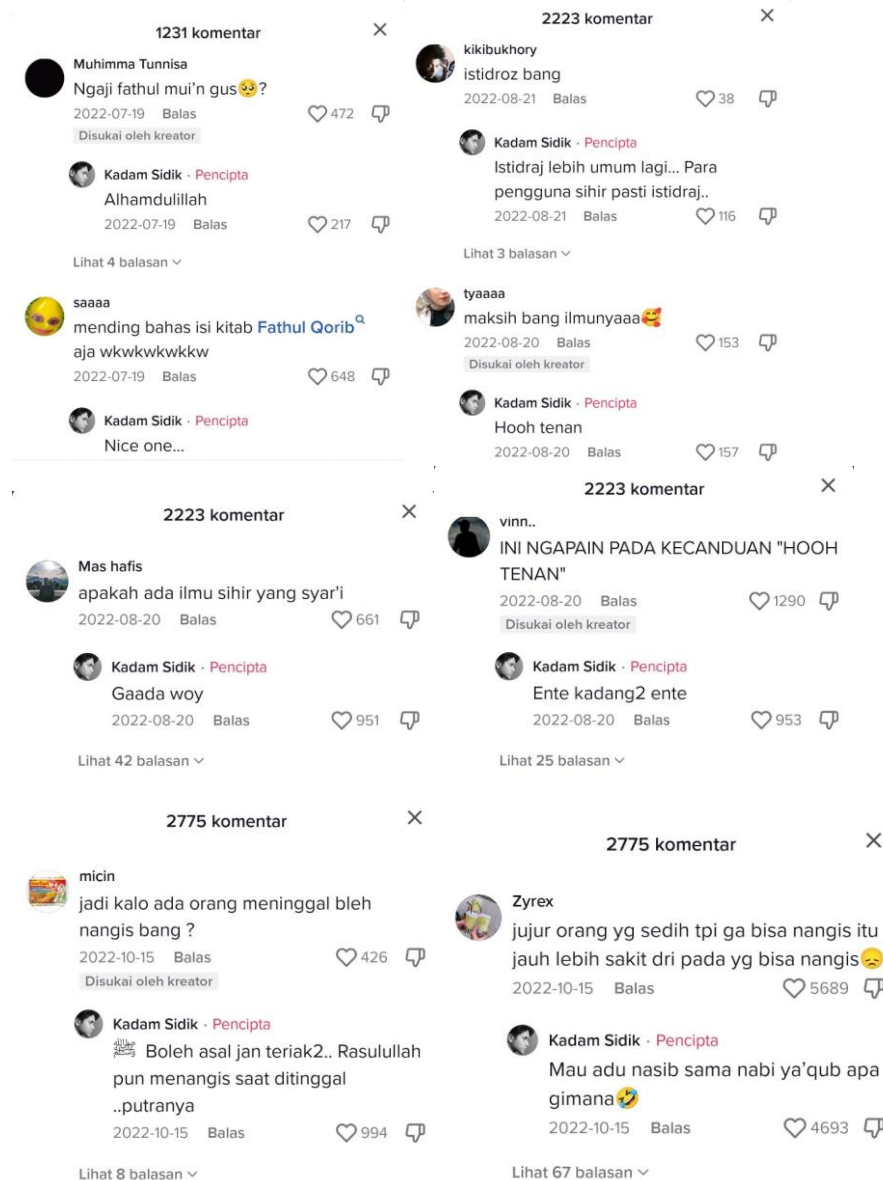 1231 komentar
Muhimma Tunnisa
Ngaji fathul mui'n gus🥺?
2022-07-19 Balas 472
Disukai oleh kreator
Kadam Sidik · Pencipta
Alhamdulillah
2022-07-19 Balas 217
Lihat 4 balasan
saaaa
mending bahas isi kitab Fathul Qorib
aja wkwkwkwkkw
2022-07-19 Balas 648
Kadam Sidik · Pencipta
Nice one...
2223 komentar
kikibukhory
istidroz bang
2022-08-21 Balas 38
Kadam Sidik · Pencipta
Istidraj lebih umum lagi... Para
pengguna sihir pasti istidraj..
2022-08-21 Balas 116
Lihat 3 balasan
tyaaaa
maksih bang ilmunyaaa🥰
2022-08-20 Balas 153
Disukai oleh kreator
Kadam Sidik · Pencipta
Hooh tenan
2022-08-20 Balas 157
2223 komentar
Mas hafis
apakah ada ilmu sihir yang syar'i
2022-08-20 Balas 661
Kadam Sidik · Pencipta
Gaada woy
2022-08-20 Balas 951
Lihat 42 balasan
2223 komentar
vinn..
INI NGAPAIN PADA KECANDUAN "HOOH
TENAN"
2022-08-20 Balas 1290
Disukai oleh kreator
Kadam Sidik · Pencipta
Ente kadang2 ente
2022-08-20 Balas 953
Lihat 25 balasan
2775 komentar
micin
jadi kalo ada orang meninggal bleh
nangis bang ?
2022-10-15 Balas 426
Disukai oleh kreator
Kadam Sidik · Pencipta
ﷺ Boleh asal jan teriak2.. Rasulullah
pun menangis saat ditinggal
..putranya
2022-10-15 Balas 994
Lihat 8 balasan
2775 komentar
Zyrex
jujur orang yg sedih tpi ga bisa nangis itu
jauh lebih sakit dri pada yg bisa nangis😞
2022-10-15 Balas 5689
Kadam Sidik · Pencipta
Mau adu nasib sama nabi ya'qub apa
gimana🤣
2022-10-15 Balas 4693
Lihat 67 balasan